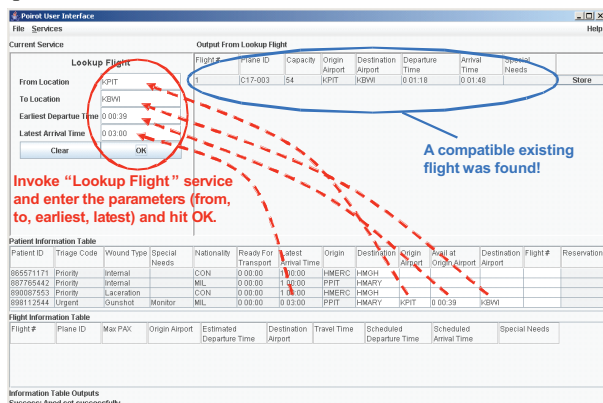 Poirot User Interface
File Services Help
Current Service
Output From Lookup Flight
Lookup Flight
From Location KPIT
To Location KBWI
Earliest Departue Time 0 00:39
Latest Arrival Time 0 03:00
Clear OK
Flight # Plane ID Capacity Origin Airport Destination Airport Departure Time Arrival Time Special Needs
1 C17-003 54 KPIT KBWI 0 01:18 0 01:48 Store
A compatible existing
flight was found!
Invoke “Lookup Flight” service
and enter the parameters (from,
to, earliest, latest) and hit OK.
Patient Information Table
Patient ID Triage Code Wound Type Special Needs Nationality Ready For Transport Latest Arrival Time Origin Destination Origin Airport Avail at Origin Airport Destination Airport Flight # Reservation
865571171 Priority Internal CON 0 00:00 1 00:00 HMERC HMGH
887765442 Priority Internal MIL 0 00:00 1 00:00 PPIT HMARY
890087553 Priority Laceration CON 0 00:00 1 00:00 HMERC HMGH
898112544 Urgent Gunshot Monitor MIL 0 00:00 0 03:00 PPIT HMARY KPIT 0 00:39 KBWI
Flight Information Table
Flight # Plane ID Max PAX Origin Airport Estimated Departure Time Destination Airport Travel Time Scheduled Departure Time Scheduled Arrival Time Special Needs
Information Table Outputs